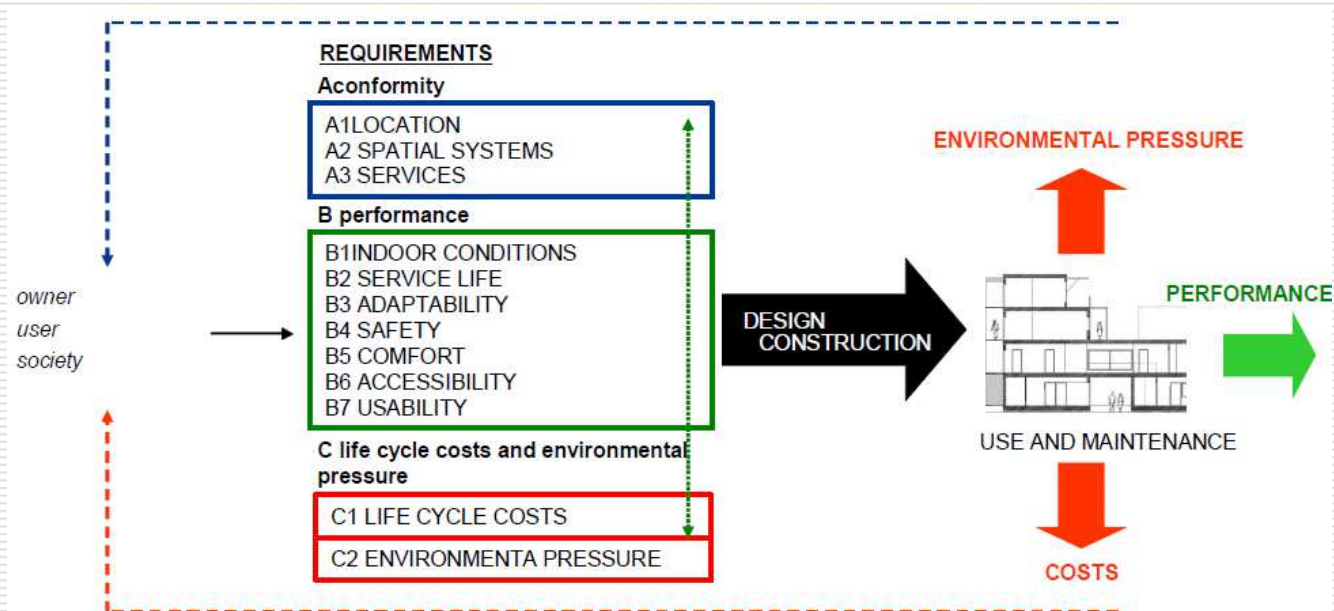 REQUIREMENTS
Aconformity
A1LOCATION
A2 SPATIAL SYSTEMS
A3 SERVICES
B performance
B1INDOOR CONDITIONS
B2 SERVICE LIFE
B3 ADAPTABILITY
B4 SAFETY
B5 COMFORT
B6 ACCESSIBILITY
B7 USABILITY
C life cycle costs and environmental
pressure
C1 LIFE CYCLE COSTS
C2 ENVIRONMENTA PRESSURE
owner
user
society
DESIGN
CONSTRUCTION
ENVIRONMENTAL PRESSURE
PERFORMANCE
USE AND MAINTENANCE
COSTS